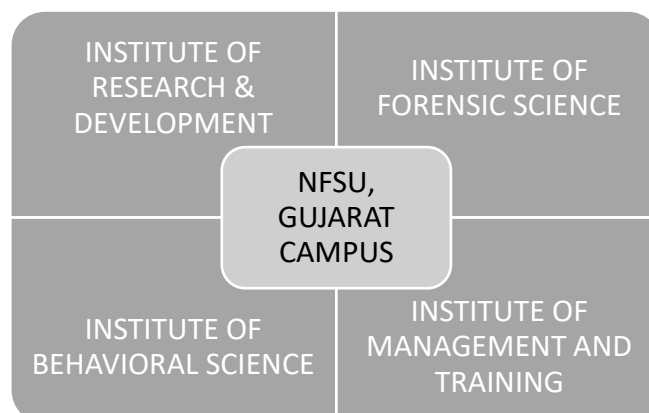 INSTITUTE OF
RESEARCH &
DEVELOPMENT
INSTITUTE OF
FORENSIC SCIENCE
NFSU,
GUJARAT
CAMPUS
INSTITUTE OF
BEHAVIORAL SCIENCE
INSTITUTE OF
MANAGEMENT AND
TRAINING